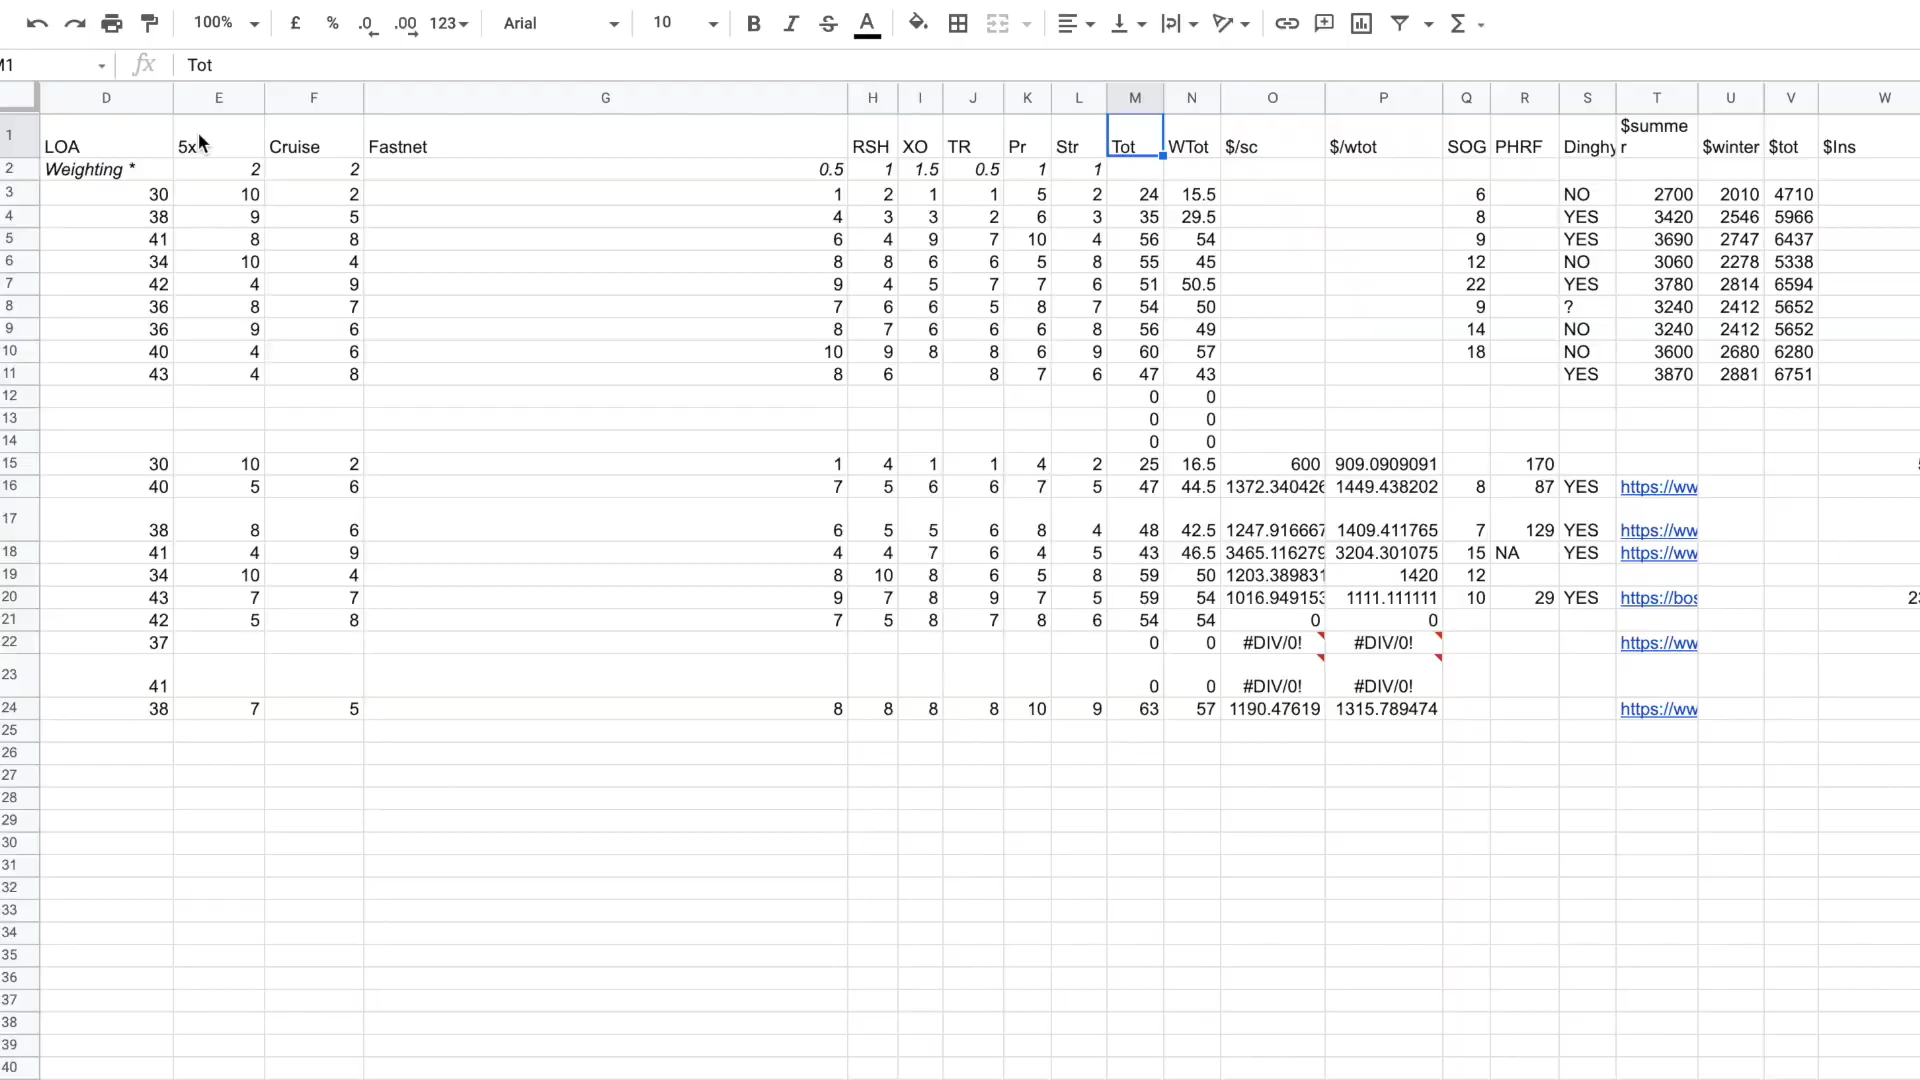 100% £ % .0 .00 123 Arial 10 B I S A Σ
M1 fx Tot
D E F G H I J K L M N O P Q R S T U V W
1 LOA 5x Cruise Fastnet RSH XO TR Pr Str Tot WTot $/sc $/wtot SOG PHRF Dinghy $summer $winter $tot $Ins
2 Weighting * 2 2 0.5 1 1.5 0.5 1 1
3 30 10 2 1 2 1 1 5 2 24 15.5 6 NO 2700 2010 4710
4 38 9 5 4 3 3 2 6 3 35 29.5 8 YES 3420 2546 5966
5 41 8 8 6 4 9 7 10 4 56 54 9 YES 3690 2747 6437
6 34 10 4 8 8 6 6 5 8 55 45 12 NO 3060 2278 5338
7 42 4 9 9 4 5 7 7 6 51 50.5 22 YES 3780 2814 6594
8 36 8 7 7 6 6 5 8 7 54 50 9 ? 3240 2412 5652
9 36 9 6 8 7 6 6 6 8 56 49 14 NO 3240 2412 5652
10 40 4 6 10 9 8 8 6 9 60 57 18 NO 3600 2680 6280
11 43 4 8 8 6 8 7 6 47 43 YES 3870 2881 6751
12 0 0
13 0 0
14 0 0
15 30 10 2 1 4 1 1 4 2 25 16.5 600 909.0909091 170
16 40 5 6 7 5 6 6 7 5 47 44.5 1372.340426 1449.438202 8 87 YES https://ww
17 38 8 6 6 5 5 6 8 4 48 42.5 1247.916667 1409.411765 7 129 YES https://ww
18 41 4 9 4 4 7 6 4 5 43 46.5 3465.116279 3204.301075 15 NA YES https://ww
19 34 10 4 8 10 8 6 5 8 59 50 1203.389831 1420 12
20 43 7 7 9 7 8 9 7 5 59 54 1016.949153 1111.111111 10 29 YES https://bos
21 42 5 8 7 5 8 7 8 6 54 54 0 0
22 37 0 0 #DIV/0! #DIV/0! https://ww
23 41 0 0 #DIV/0! #DIV/0!
24 38 7 5 8 8 8 8 10 9 63 57 1190.47619 1315.789474 https://ww
25
26
27
28
29
30
31
32
33
34
35
36
37
38
39
40